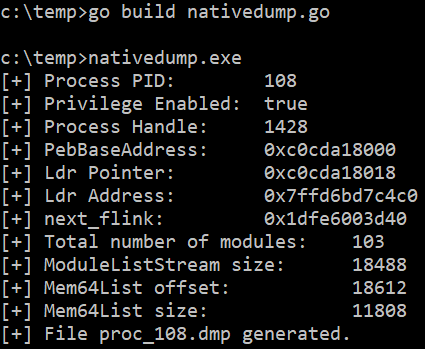 c:\temp>go build nativedump.go
c:\temp>nativedump.exe
[+] Process PID: 108
[+] Privilege Enabled: true
[+] Process Handle: 1428
[+] PebBaseAddress: 0xc0cda18000
[+] Ldr Pointer: 0xc0cda18018
[+] Ldr Address: 0x7ffd6bd7c4c0
[+] next_flink: 0x1dfe6003d40
[+] Total number of modules: 103
[+] ModuleListStream size: 18488
[+] Mem64List offset: 18612
[+] Mem64List size: 11808
[+] File proc_108.dmp generated.